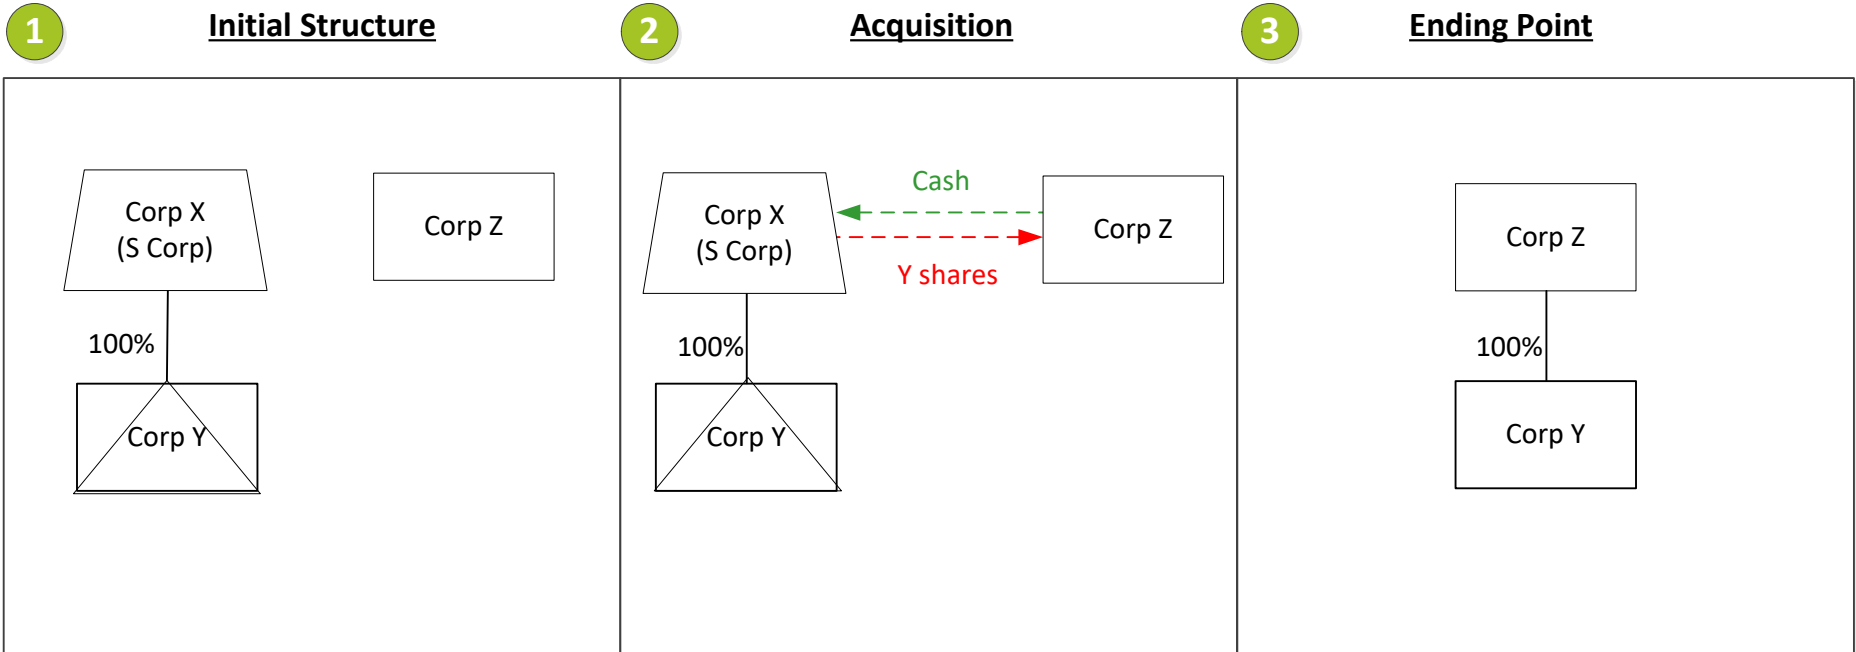 1
Initial Structure
2
Acquisition
3
Ending Point
Corp X
(S Corp)
Corp Z
100%
Corp Y
Corp X
(S Corp)
Cash
Y shares
Corp Z
100%
Corp Y
Corp Z
100%
Corp Y